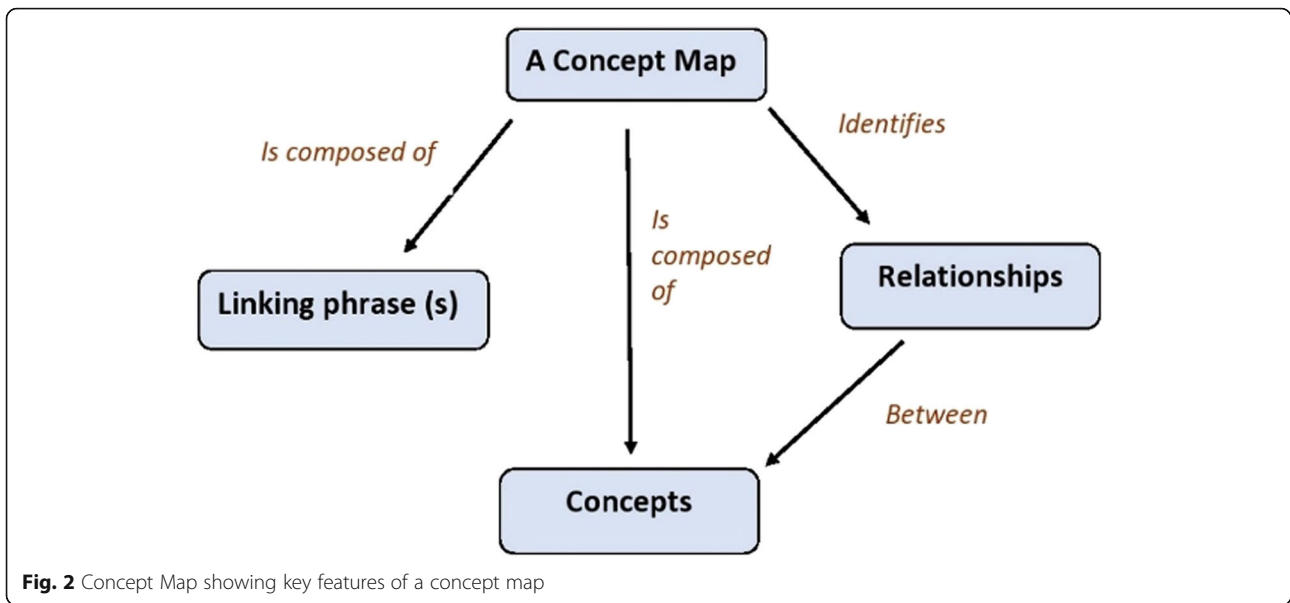 A Concept Map
Identifies
Is composed of
Is
composed
of
Relationships
Linking phrase (s)
Between
Concepts
Fig. 2 Concept Map showing key features of a concept map